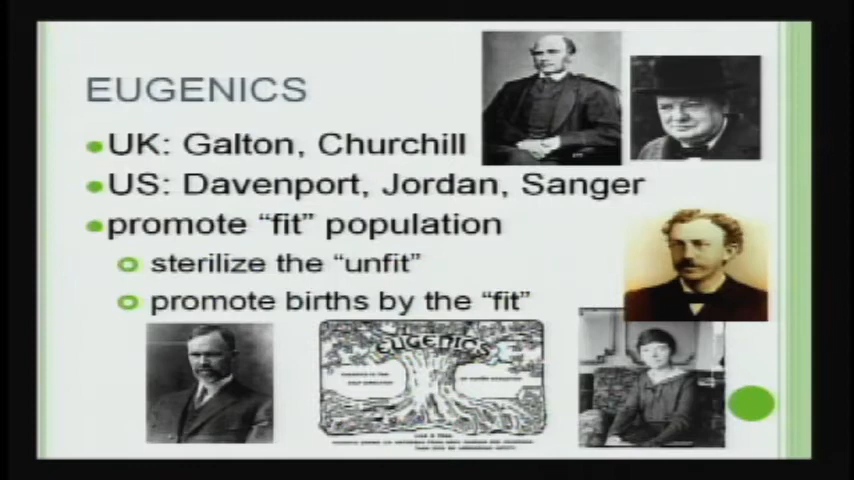 EUGENICS
UK: Galton, Churchill
US: Davenport, Jordan, Sanger
promote “fit” population
sterilize the “unfit”
promote births by the “fit”
EUGENICS